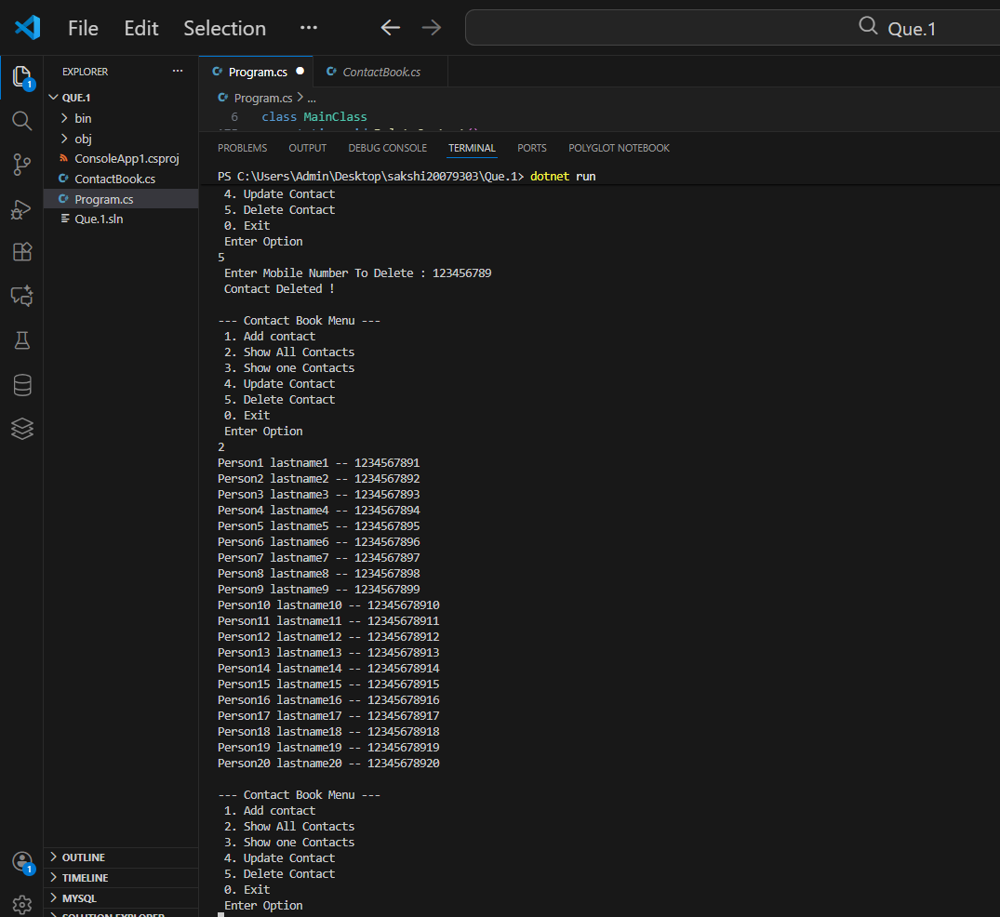 File Edit Selection ... Que.1
EXPLORER ...
QUE.1
bin
obj
ConsoleApp1.csproj
ContactBook.cs
Program.cs
Que.1.sln
OUTLINE
TIMELINE
MYSQL
SOLUTION EXPLORER
1
1
Program.cs ContactBook.cs
Program.cs > ...
6 class MainClass
PROBLEMS OUTPUT DEBUG CONSOLE TERMINAL PORTS POLYGLOT NOTEBOOK
PS C:\Users\Admin\Desktop\sakshi20079303\Que.1> dotnet run
4. Update Contact
5. Delete Contact
0. Exit
Enter Option
5
Enter Mobile Number To Delete : 123456789
Contact Deleted !
--- Contact Book Menu ---
1. Add contact
2. Show All Contacts
3. Show one Contacts
4. Update Contact
5. Delete Contact
0. Exit
Enter Option
2
Person1 lastname1 -- 1234567891
Person2 lastname2 -- 1234567892
Person3 lastname3 -- 1234567893
Person4 lastname4 -- 1234567894
Person5 lastname5 -- 1234567895
Person6 lastname6 -- 1234567896
Person7 lastname7 -- 1234567897
Person8 lastname8 -- 1234567898
Person9 lastname9 -- 1234567899
Person10 lastname10 -- 12345678910
Person11 lastname11 -- 12345678911
Person12 lastname12 -- 12345678912
Person13 lastname13 -- 12345678913
Person14 lastname14 -- 12345678914
Person15 lastname15 -- 12345678915
Person16 lastname16 -- 12345678916
Person17 lastname17 -- 12345678917
Person18 lastname18 -- 12345678918
Person19 lastname19 -- 12345678919
Person20 lastname20 -- 12345678920
--- Contact Book Menu ---
1. Add contact
2. Show All Contacts
3. Show one Contacts
4. Update Contact
5. Delete Contact
0. Exit
Enter Option